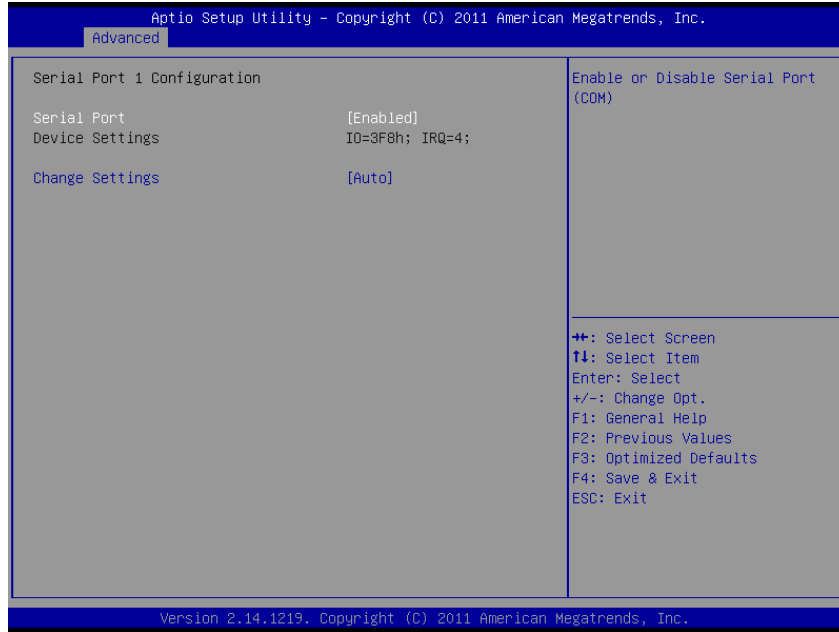 Aptio Setup Utility – Copyright (C) 2011 American Megatrends, Inc.
Advanced
Serial Port 1 Configuration
Serial Port [Enabled]
Device Settings IO=3F8h; IRQ=4;
Change Settings [Auto]
Enable or Disable Serial Port
(COM)
→←: Select Screen
↑↓: Select Item
Enter: Select
+/-: Change Opt.
F1: General Help
F2: Previous Values
F3: Optimized Defaults
F4: Save & Exit
ESC: Exit
Version 2.14.1219. Copyright (C) 2011 American Megatrends, Inc.